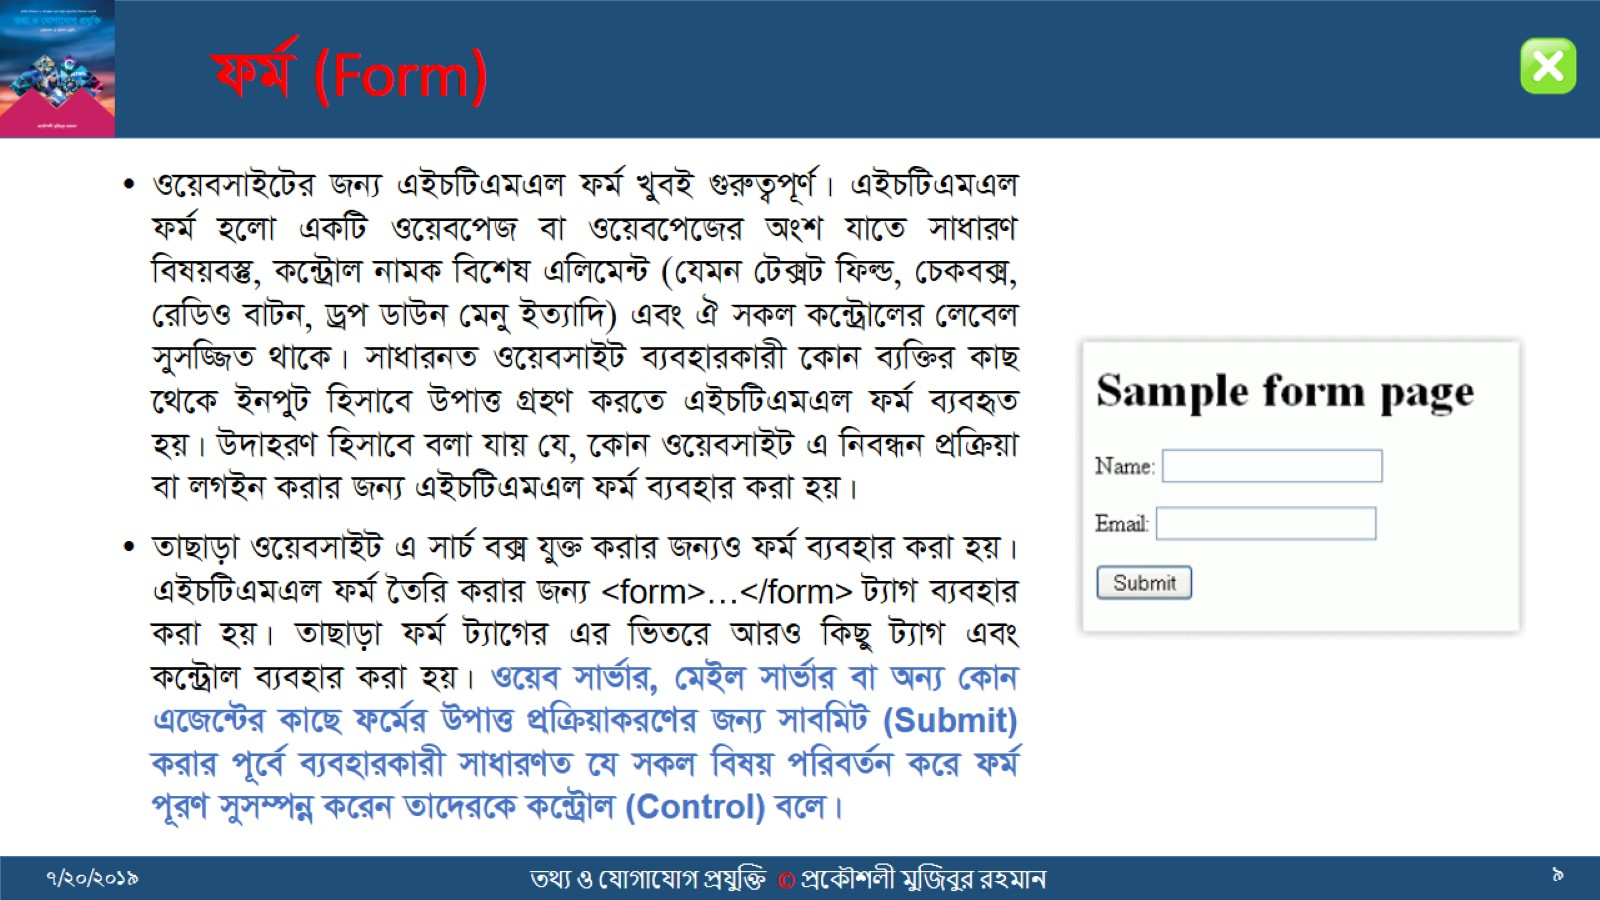 তথ্য ও যোগাযোগ প্রযুক্তি
ফর্ম (Form)
• ওয়েবসাইটের জন্য এইচটিএমএল ফর্ম খুবই গুরুত্বপূর্ণ। এইচটিএমএল
ফর্ম হলো একটি ওয়েবপেজ বা ওয়েবপেজের অংশ যাতে সাধারণ
বিষয়বস্তু, কন্ট্রোল নামক বিশেষ এলিমেন্ট (যেমন টেক্সট ফিল্ড, চেকবক্স,
রেডিও বাটন, ড্রপ ডাউন মেনু ইত্যাদি) এবং ঐ সকল কন্ট্রোলের লেবেল
সুসজ্জিত থাকে। সাধারনত ওয়েবসাইট ব্যবহারকারী কোন ব্যক্তির কাছ
থেকে ইনপুট হিসাবে উপাত্ত গ্রহণ করতে এইচটিএমএল ফর্ম ব্যবহৃত
হয়। উদাহরণ হিসাবে বলা যায় যে, কোন ওয়েবসাইট এ নিবন্ধন প্রক্রিয়া
বা লগইন করার জন্য এইচটিএমএল ফর্ম ব্যবহার করা হয়।
• তাছাড়া ওয়েবসাইট এ সার্চ বক্স যুক্ত করার জন্যও ফর্ম ব্যবহার করা হয়।
এইচটিএমএল ফর্ম তৈরি করার জন্য <form>...</form> ট্যাগ ব্যবহার
করা হয়। তাছাড়া ফর্ম ট্যাগের এর ভিতরে আরও কিছু ট্যাগ এবং
কন্ট্রোল ব্যবহার করা হয়। ওয়েব সার্ভার, মেইল সার্ভার বা অন্য কোন
এজেন্টের কাছে ফর্মের উপাত্ত প্রক্রিয়াকরণের জন্য সাবমিট (Submit)
করার পূর্বে ব্যবহারকারী সাধারণত যে সকল বিষয় পরিবর্তন করে ফর্ম
পূরণ সুসম্পন্ন করেন তাদেরকে কন্ট্রোল (Control) বলে।
Sample form page
Name:
Email:
Submit
৭/২০/২০১৯
তথ্য ও যোগাযোগ প্রযুক্তি © প্রকৌশলী মুজিবুর রহমান
৯